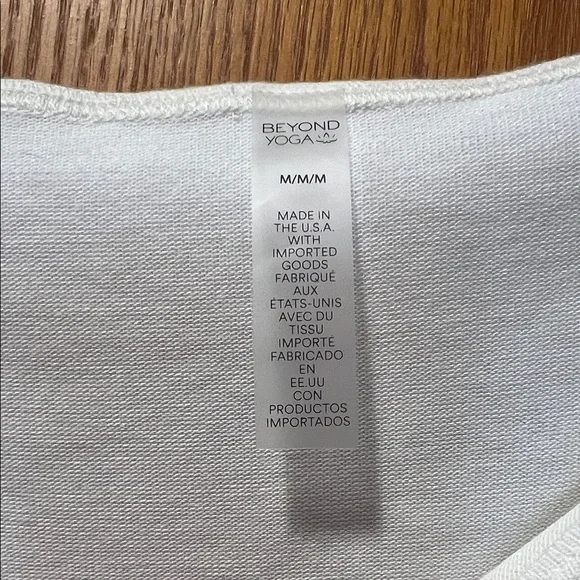 BEYOND
YOGA
M/M/M
MADE IN
THE U.S.A.
WITH
IMPORTED
GOODS
FABRIQUÉ
AUX
ÉTATS-UNIS
AVEC DU
TISSU
IMPORTÉ
FABRICADO
EN
EE.UU
CON
PRODUCTOS
IMPORTADOS